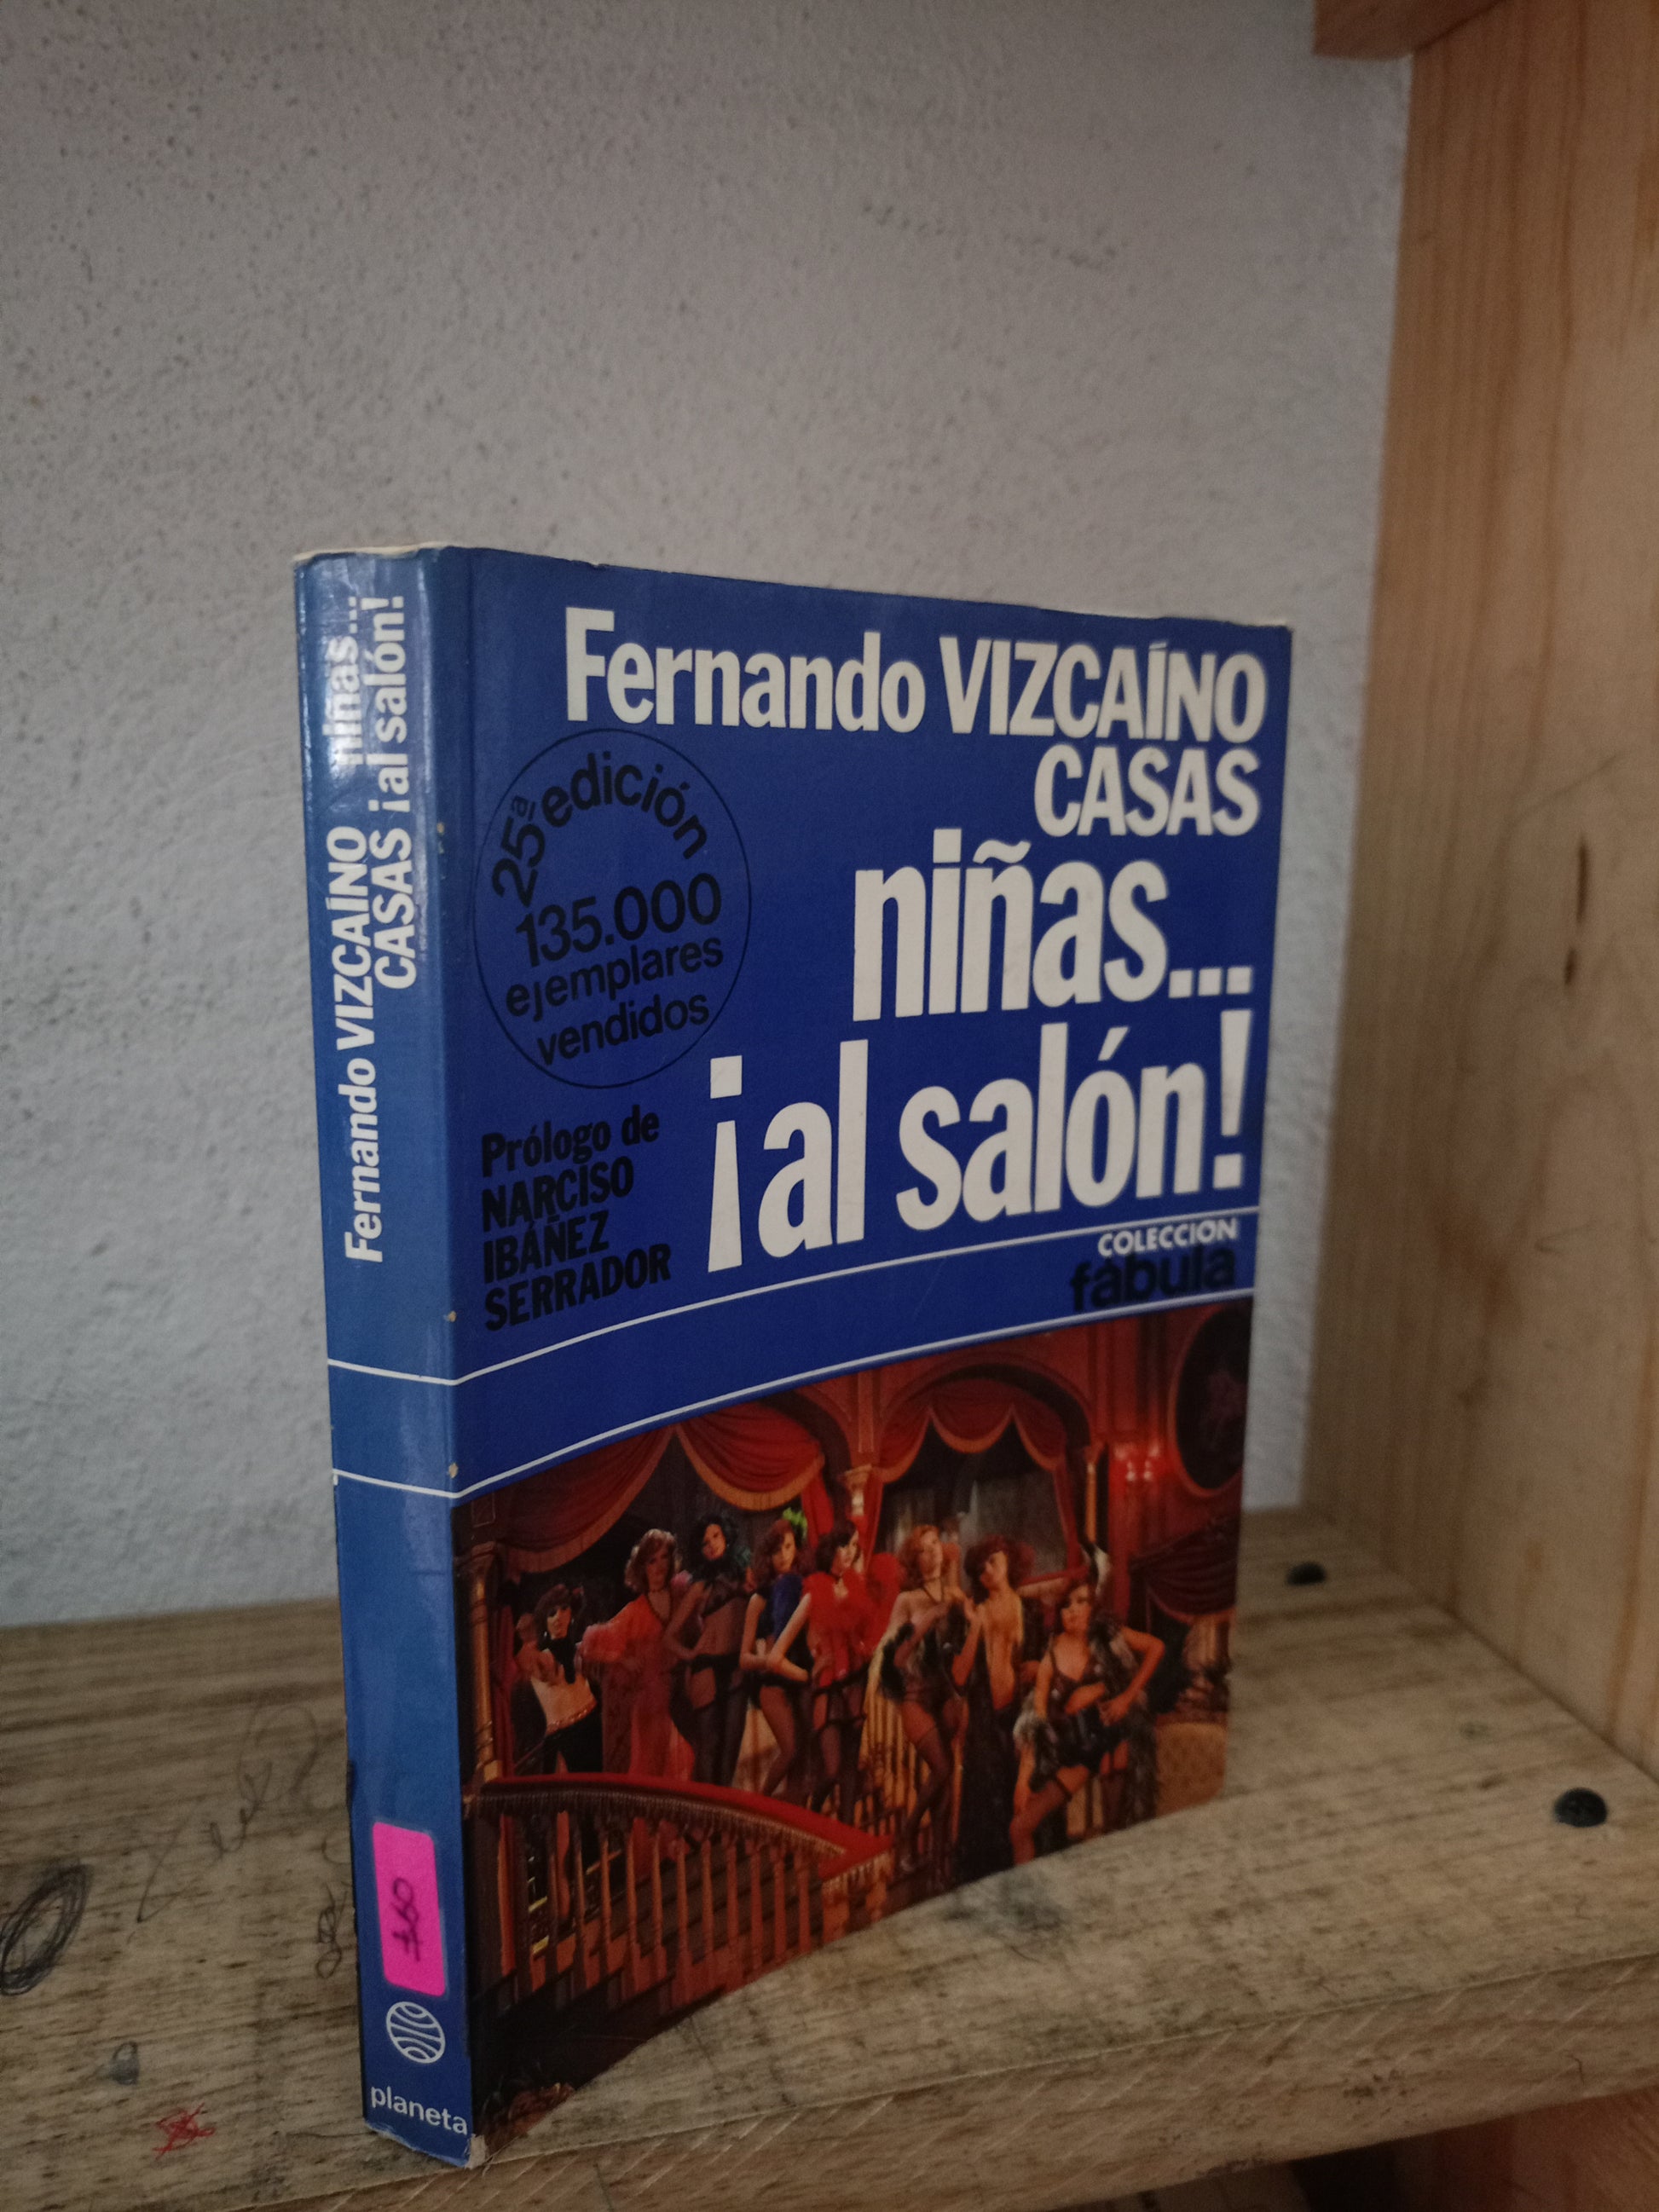 Fernando VIZCAÍNO
CASAS
niñas...
¡al salón!
25ª edición
135.000
ejemplares
vendidos
Prólogo de
NARCISO
IBÁÑEZ
SERRADOR
COLECCIÓN
fábula
Fernando VIZCAÍNO
CASAS
niñas...
¡al salón!
planeta